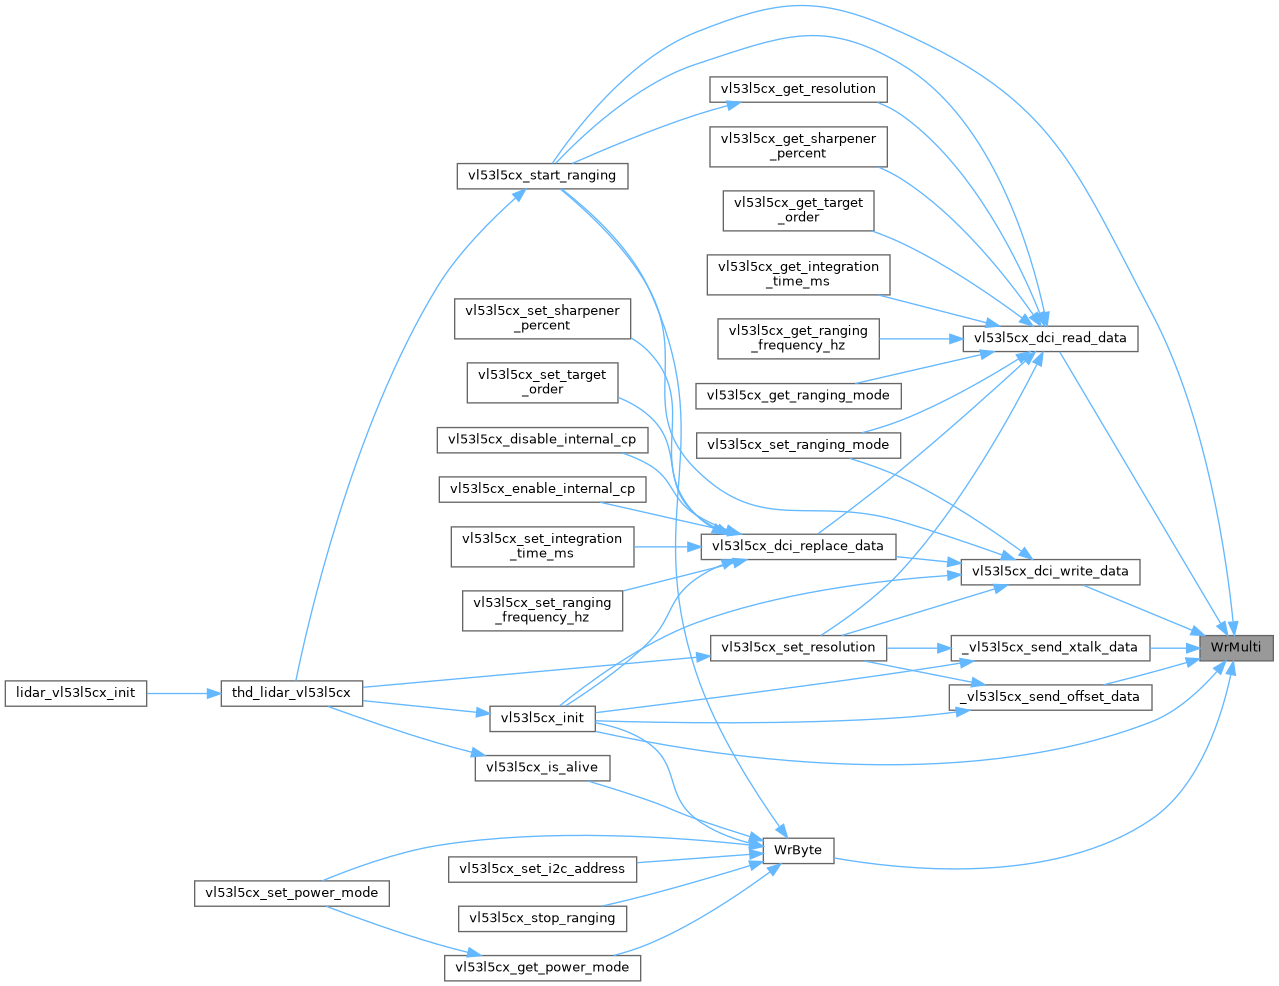 vl53l5cx_get_resolution
vl53l5cx_get_sharpener
_percent
vl53l5cx_start_ranging
vl53l5cx_get_target
_order
vl53l5cx_get_integration
_time_ms
vl53l5cx_set_sharpener
_percent
vl53l5cx_get_ranging
_frequency_hz
vl53l5cx_dci_read_data
vl53l5cx_set_target
_order
vl53l5cx_get_ranging_mode
vl53l5cx_disable_internal_cp
vl53l5cx_set_ranging_mode
vl53l5cx_enable_internal_cp
vl53l5cx_set_integration
_time_ms
vl53l5cx_dci_replace_data
vl53l5cx_dci_write_data
vl53l5cx_set_ranging
_frequency_hz
vl53l5cx_set_resolution
_vl53l5cx_send_xtalk_data
WrMulti
lidar_vl53l5cx_init
thd_lidar_vl53l5cx
_vl53l5cx_send_offset_data
vl53l5cx_init
vl53l5cx_is_alive
WrByte
vl53l5cx_set_i2c_address
vl53l5cx_set_power_mode
vl53l5cx_stop_ranging
vl53l5cx_get_power_mode